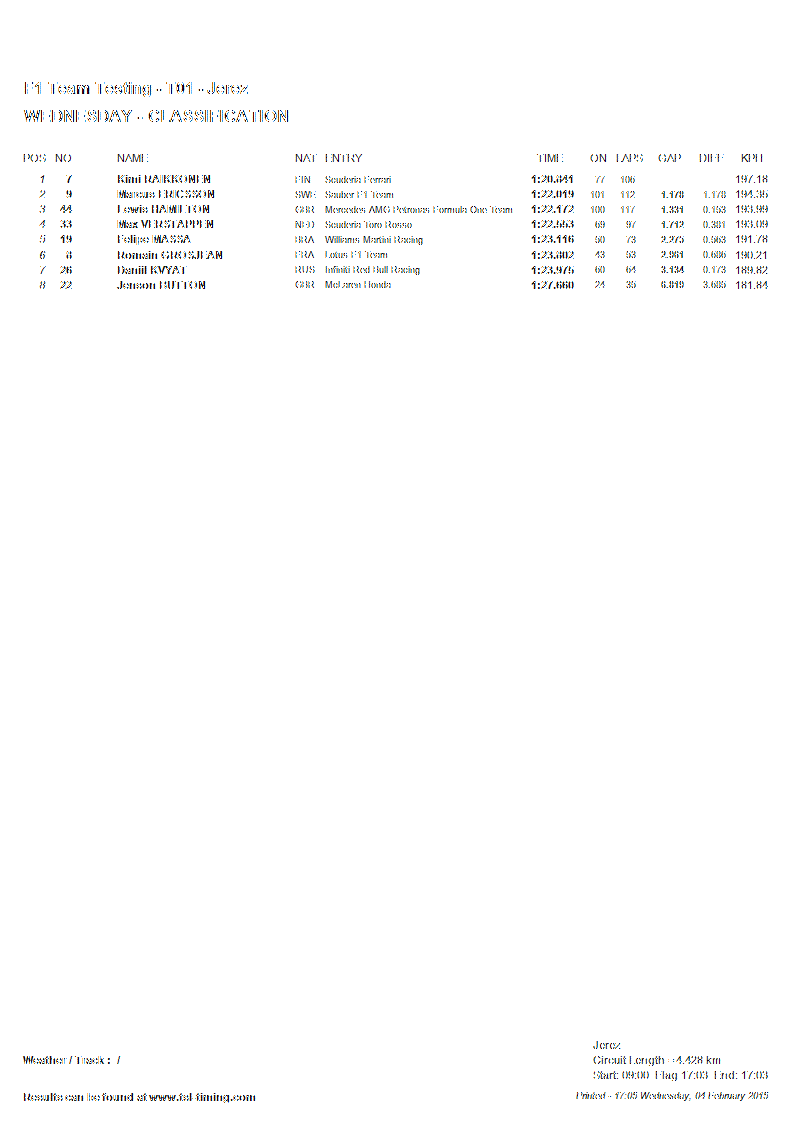 F1 Team Testing - T01 - Jerez
WEDNESDAY - CLASSIFICATION
POS NO NAME NAT ENTRY TIME ON LAPS GAP DIFF KPH
1 7 Kimi RAIKKONEN FIN Scuderia Ferrari 1:20.841 77 106 197.18
2 9 Marcus ERICSSON SWE Sauber F1 Team 1:22.019 101 112 1.178 1.178 194.35
3 44 Lewis HAMILTON GBR Mercedes AMG Petronas Formula One Team 1:22.172 100 117 1.331 0.153 193.99
4 33 Max VERSTAPPEN NED Scuderia Toro Rosso 1:22.553 69 97 1.712 0.381 193.09
5 19 Felipe MASSA BRA Williams Martini Racing 1:23.116 50 73 2.275 0.563 191.78
6 8 Romain GROSJEAN FRA Lotus F1 Team 1:23.802 43 53 2.961 0.686 190.21
7 26 Daniil KVYAT RUS Infiniti Red Bull Racing 1:23.975 60 64 3.134 0.173 189.82
8 22 Jenson BUTTON GBR McLaren Honda 1:27.660 24 35 6.819 3.685 181.84
Jerez
Weather / Track : /
Circuit Length = 4.428 km
Start: 09:00 Flag 17:03 End: 17:03
Results can be found at www.tsl-timing.com
Printed - 17:05 Wednesday, 04 February 2015